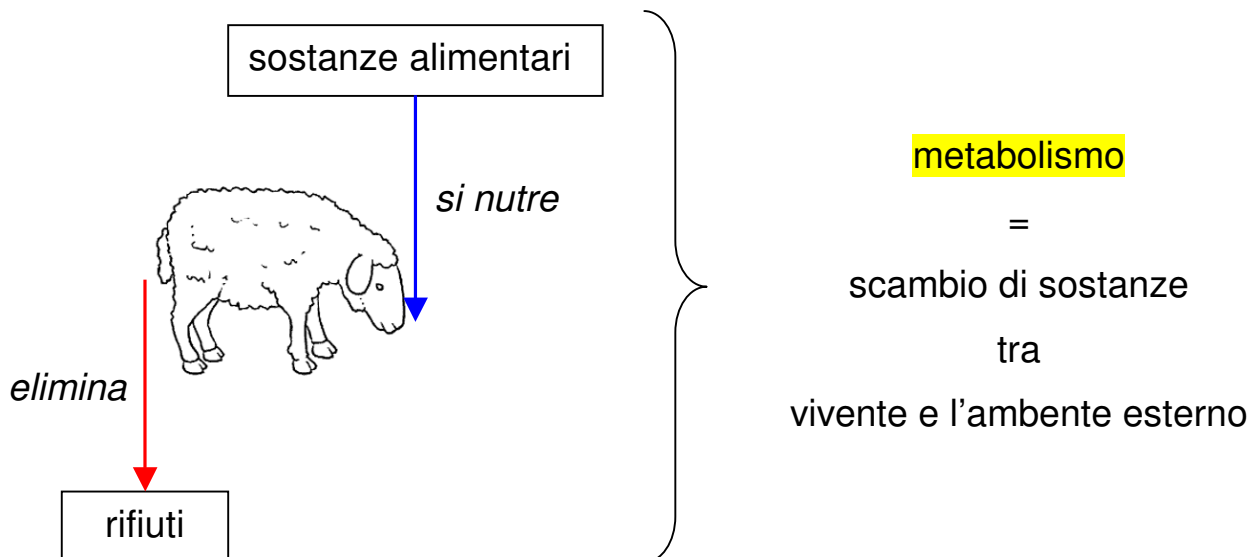 sostanze alimentari
si nutre
elimina
rifiuti
metabolismo
=
scambio di sostanze
tra
vivente e l'ambente esterno